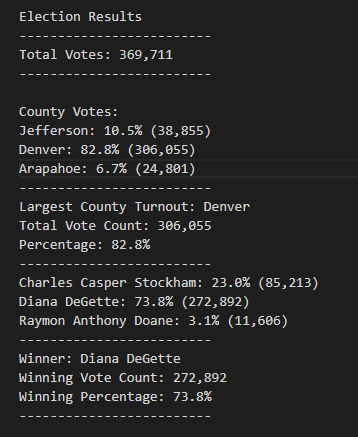 Election Results
-------------------------
Total Votes: 369,711
-------------------------
County Votes:
Jefferson: 10.5% (38,855)
Denver: 82.8% (306,055)
Arapahoe: 6.7% (24,801)
-------------------------
Largest County Turnout: Denver
Total Vote Count: 306,055
Percentage: 82.8%
-------------------------
Charles Casper Stockham: 23.0% (85,213)
Diana DeGette: 73.8% (272,892)
Raymon Anthony Doane: 3.1% (11,606)
-------------------------
Winner: Diana DeGette
Winning Vote Count: 272,892
Winning Percentage: 73.8%
-------------------------